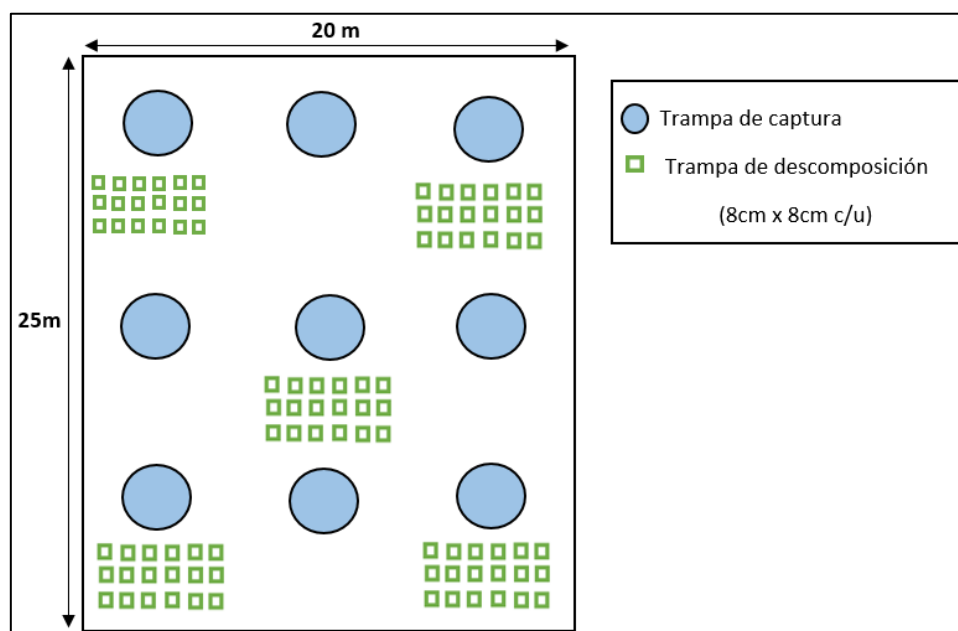 20 m
25m
Trampa de captura
Trampa de descomposición
(8cm x 8cm c/u)